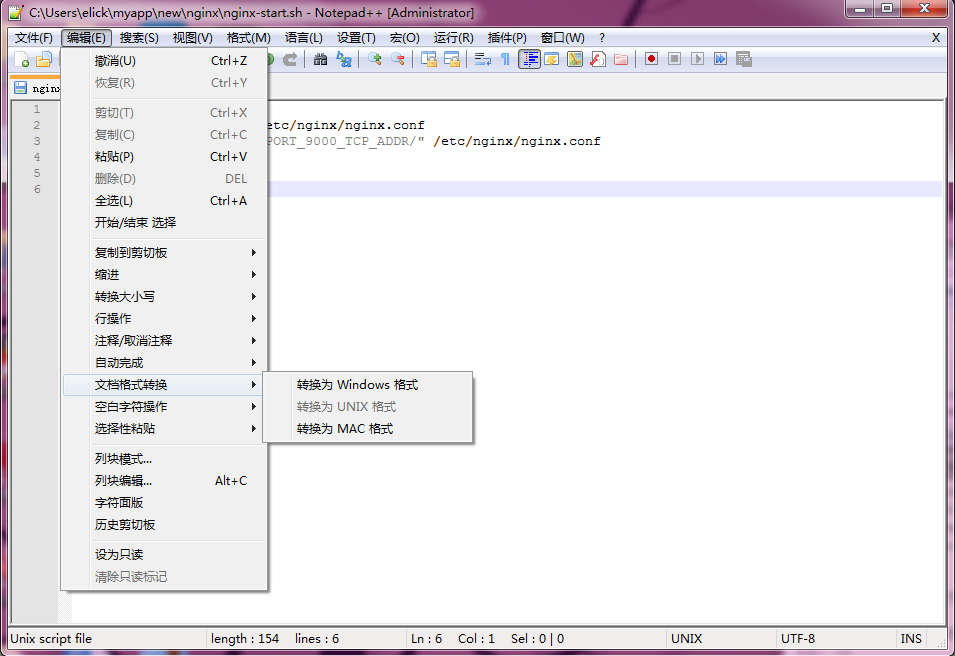 C:\Users\elick\myapp\new\nginx\nginx-start.sh - Notepad++ [Administrator]
文件(F) 编辑(E) 搜索(S) 视图(V) 格式(M) 语言(L) 设置(T) 宏(O) 运行(R) 插件(P) 窗口(W) ? X
撤消(U) Ctrl+Z
恢复(R) Ctrl+Y
nginx
剪切(T) Ctrl+X
复制(C) Ctrl+C
粘贴(P) Ctrl+V
删除(D) DEL
全选(L) Ctrl+A
开始/结束 选择
复制到剪切板
缩进
转换大小写
行操作
注释/取消注释
自动完成
文档格式转换
空白字符操作
选择性粘贴
列块模式...
列块编辑... Alt+C
字符面版
历史剪切板
设为只读
清除只读标记
转换为 Windows 格式
转换为 UNIX 格式
转换为 MAC 格式
1
2 etc/nginx/nginx.conf
3 PORT_9000_TCP_ADDR/" /etc/nginx/nginx.conf
4
5
6
Unix script file length : 154 lines : 6 Ln : 6 Col : 1 Sel : 0 | 0 UNIX UTF-8 INS